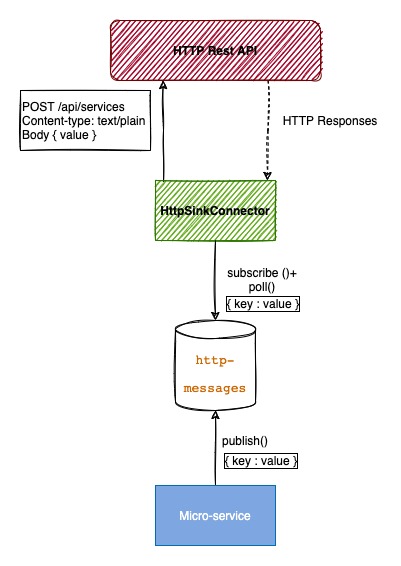 HTTP Rest API
POST /api/services
Content-type: text/plain
Body { value }
HTTP Responses
HttpSinkConnector
subscribe ()+
poll()
{ key : value }
http-
messages
publish()
{ key : value }
Micro-service